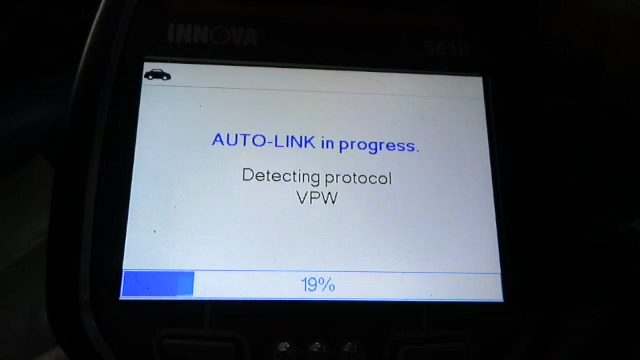 INNOVA
AUTO-LINK in progress.
Detecting protocol
VPW
19%